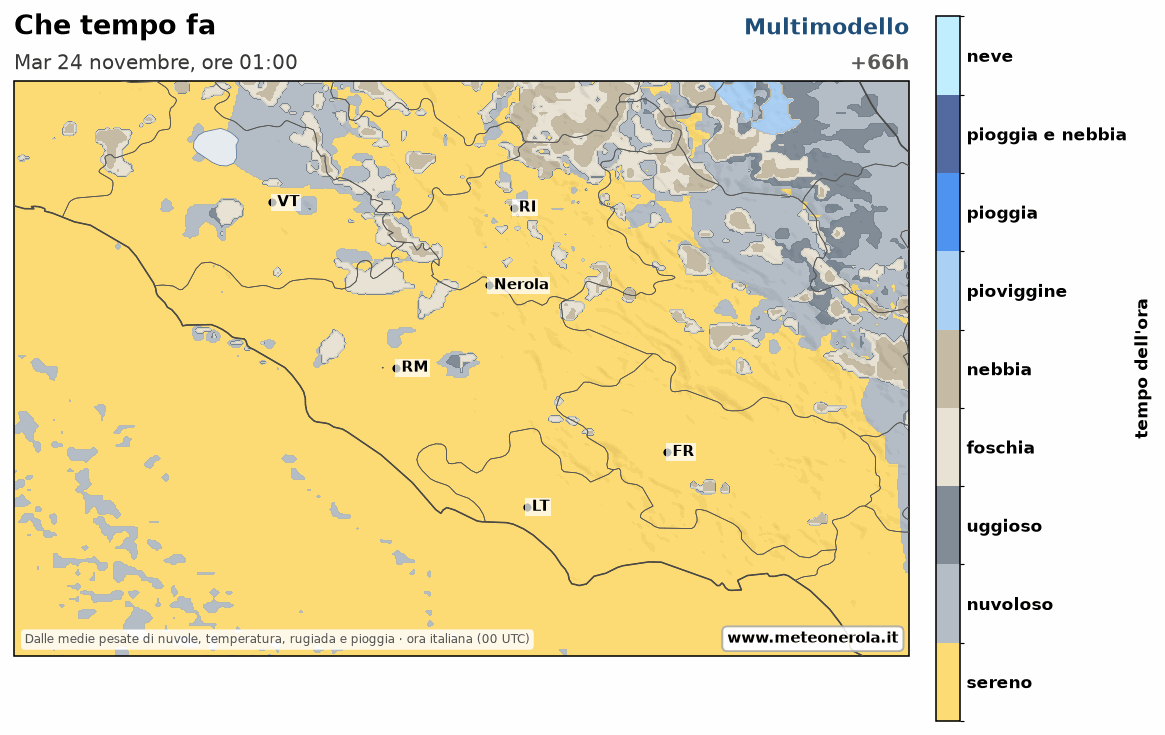 Che tempo fa
Multimodello
Mar 24 novembre, ore 01:00
+66h
VT
RI
Nerola
RM
FR
LT
Dalle medie pesate di nuvole, temperatura, rugiada e pioggia · ora italiana (00 UTC)
www.meteonerola.it
neve
pioggia e nebbia
pioggia
pioviggine
nebbia
foschia
uggioso
nuvoloso
sereno
tempo dell'ora